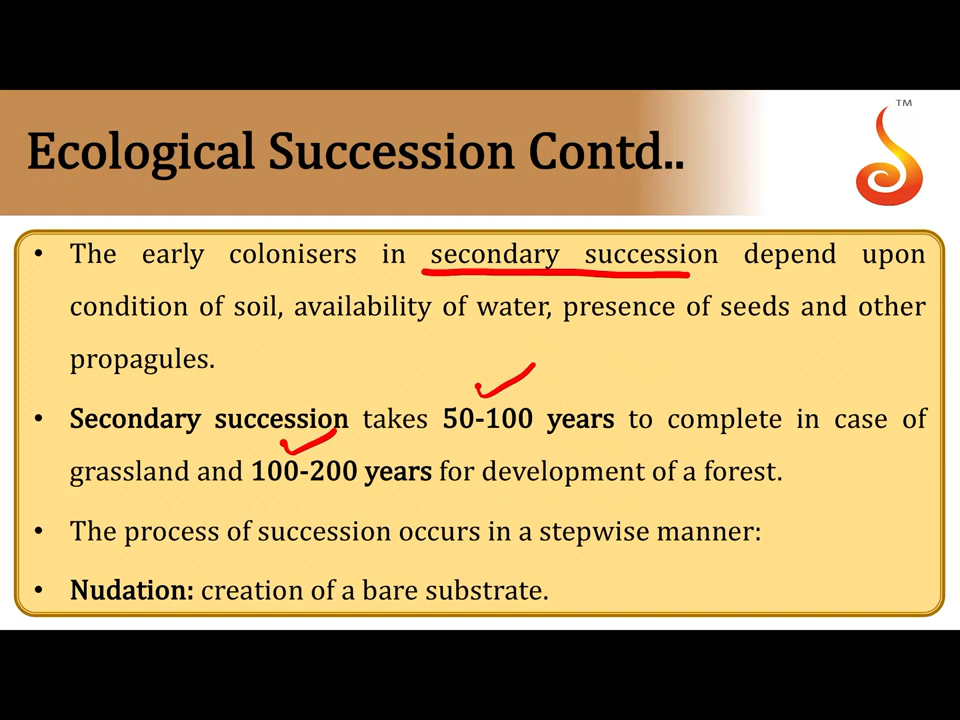 TM
Ecological Succession Contd..
• The early colonisers in secondary succession depend upon
condition of soil, availability of water, presence of seeds and other
propagules.
• Secondary succession takes 50-100 years to complete in case of
grassland and 100-200 years for development of a forest.
• The process of succession occurs in a stepwise manner:
• Nudation: creation of a bare substrate.